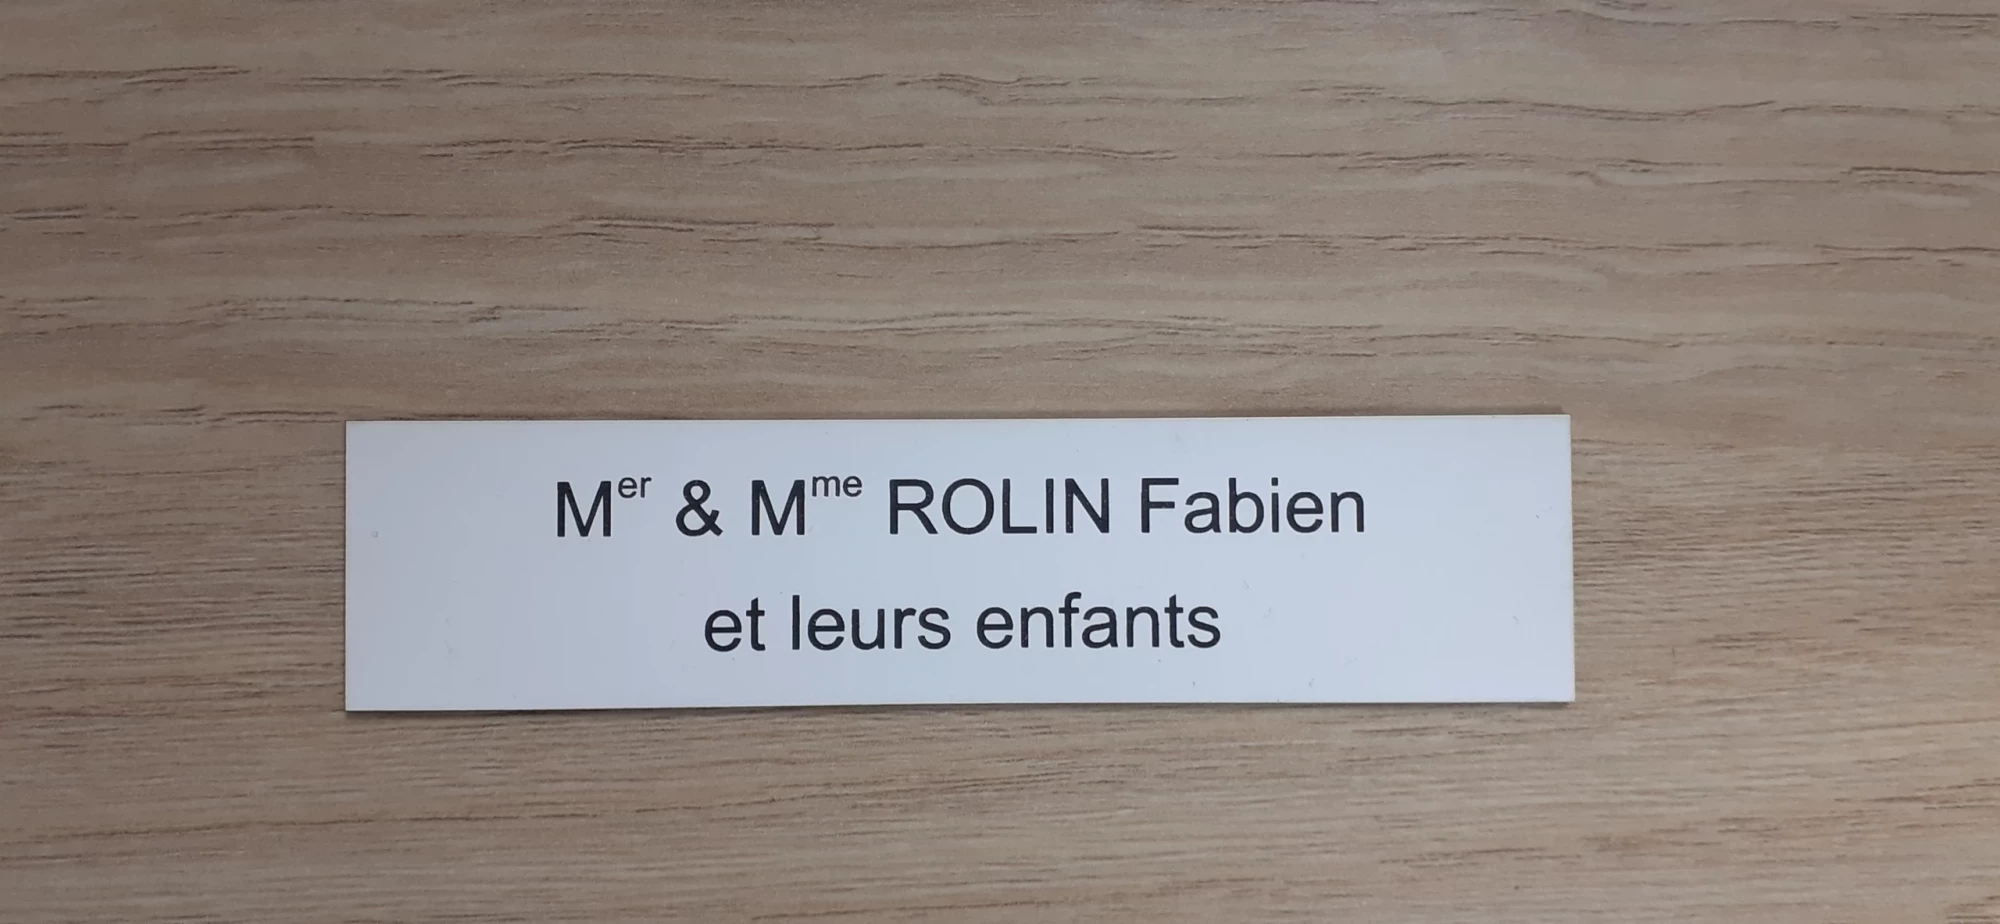 Mer & Mme ROLIN Fabien
et leurs enfants